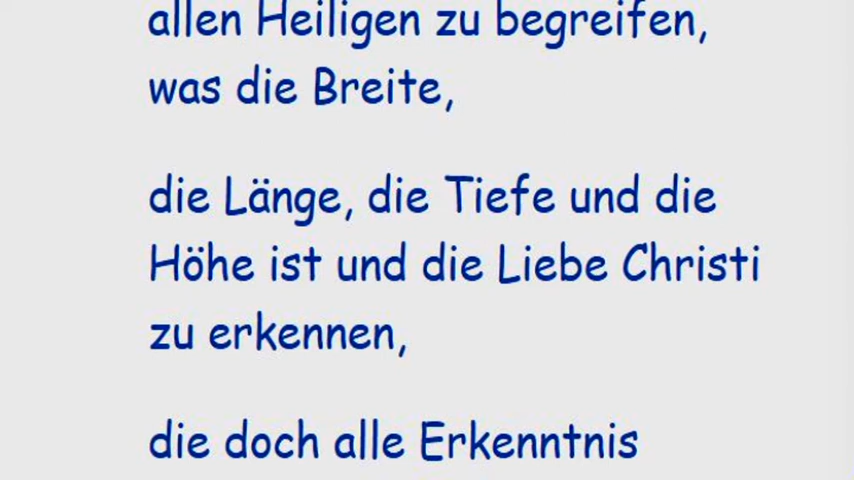 allen Heiligen zu begreifen,
was die Breite,
die Länge, die Tiefe und die
Höhe ist und die Liebe Christi
zu erkennen,
die doch alle Erkenntnis